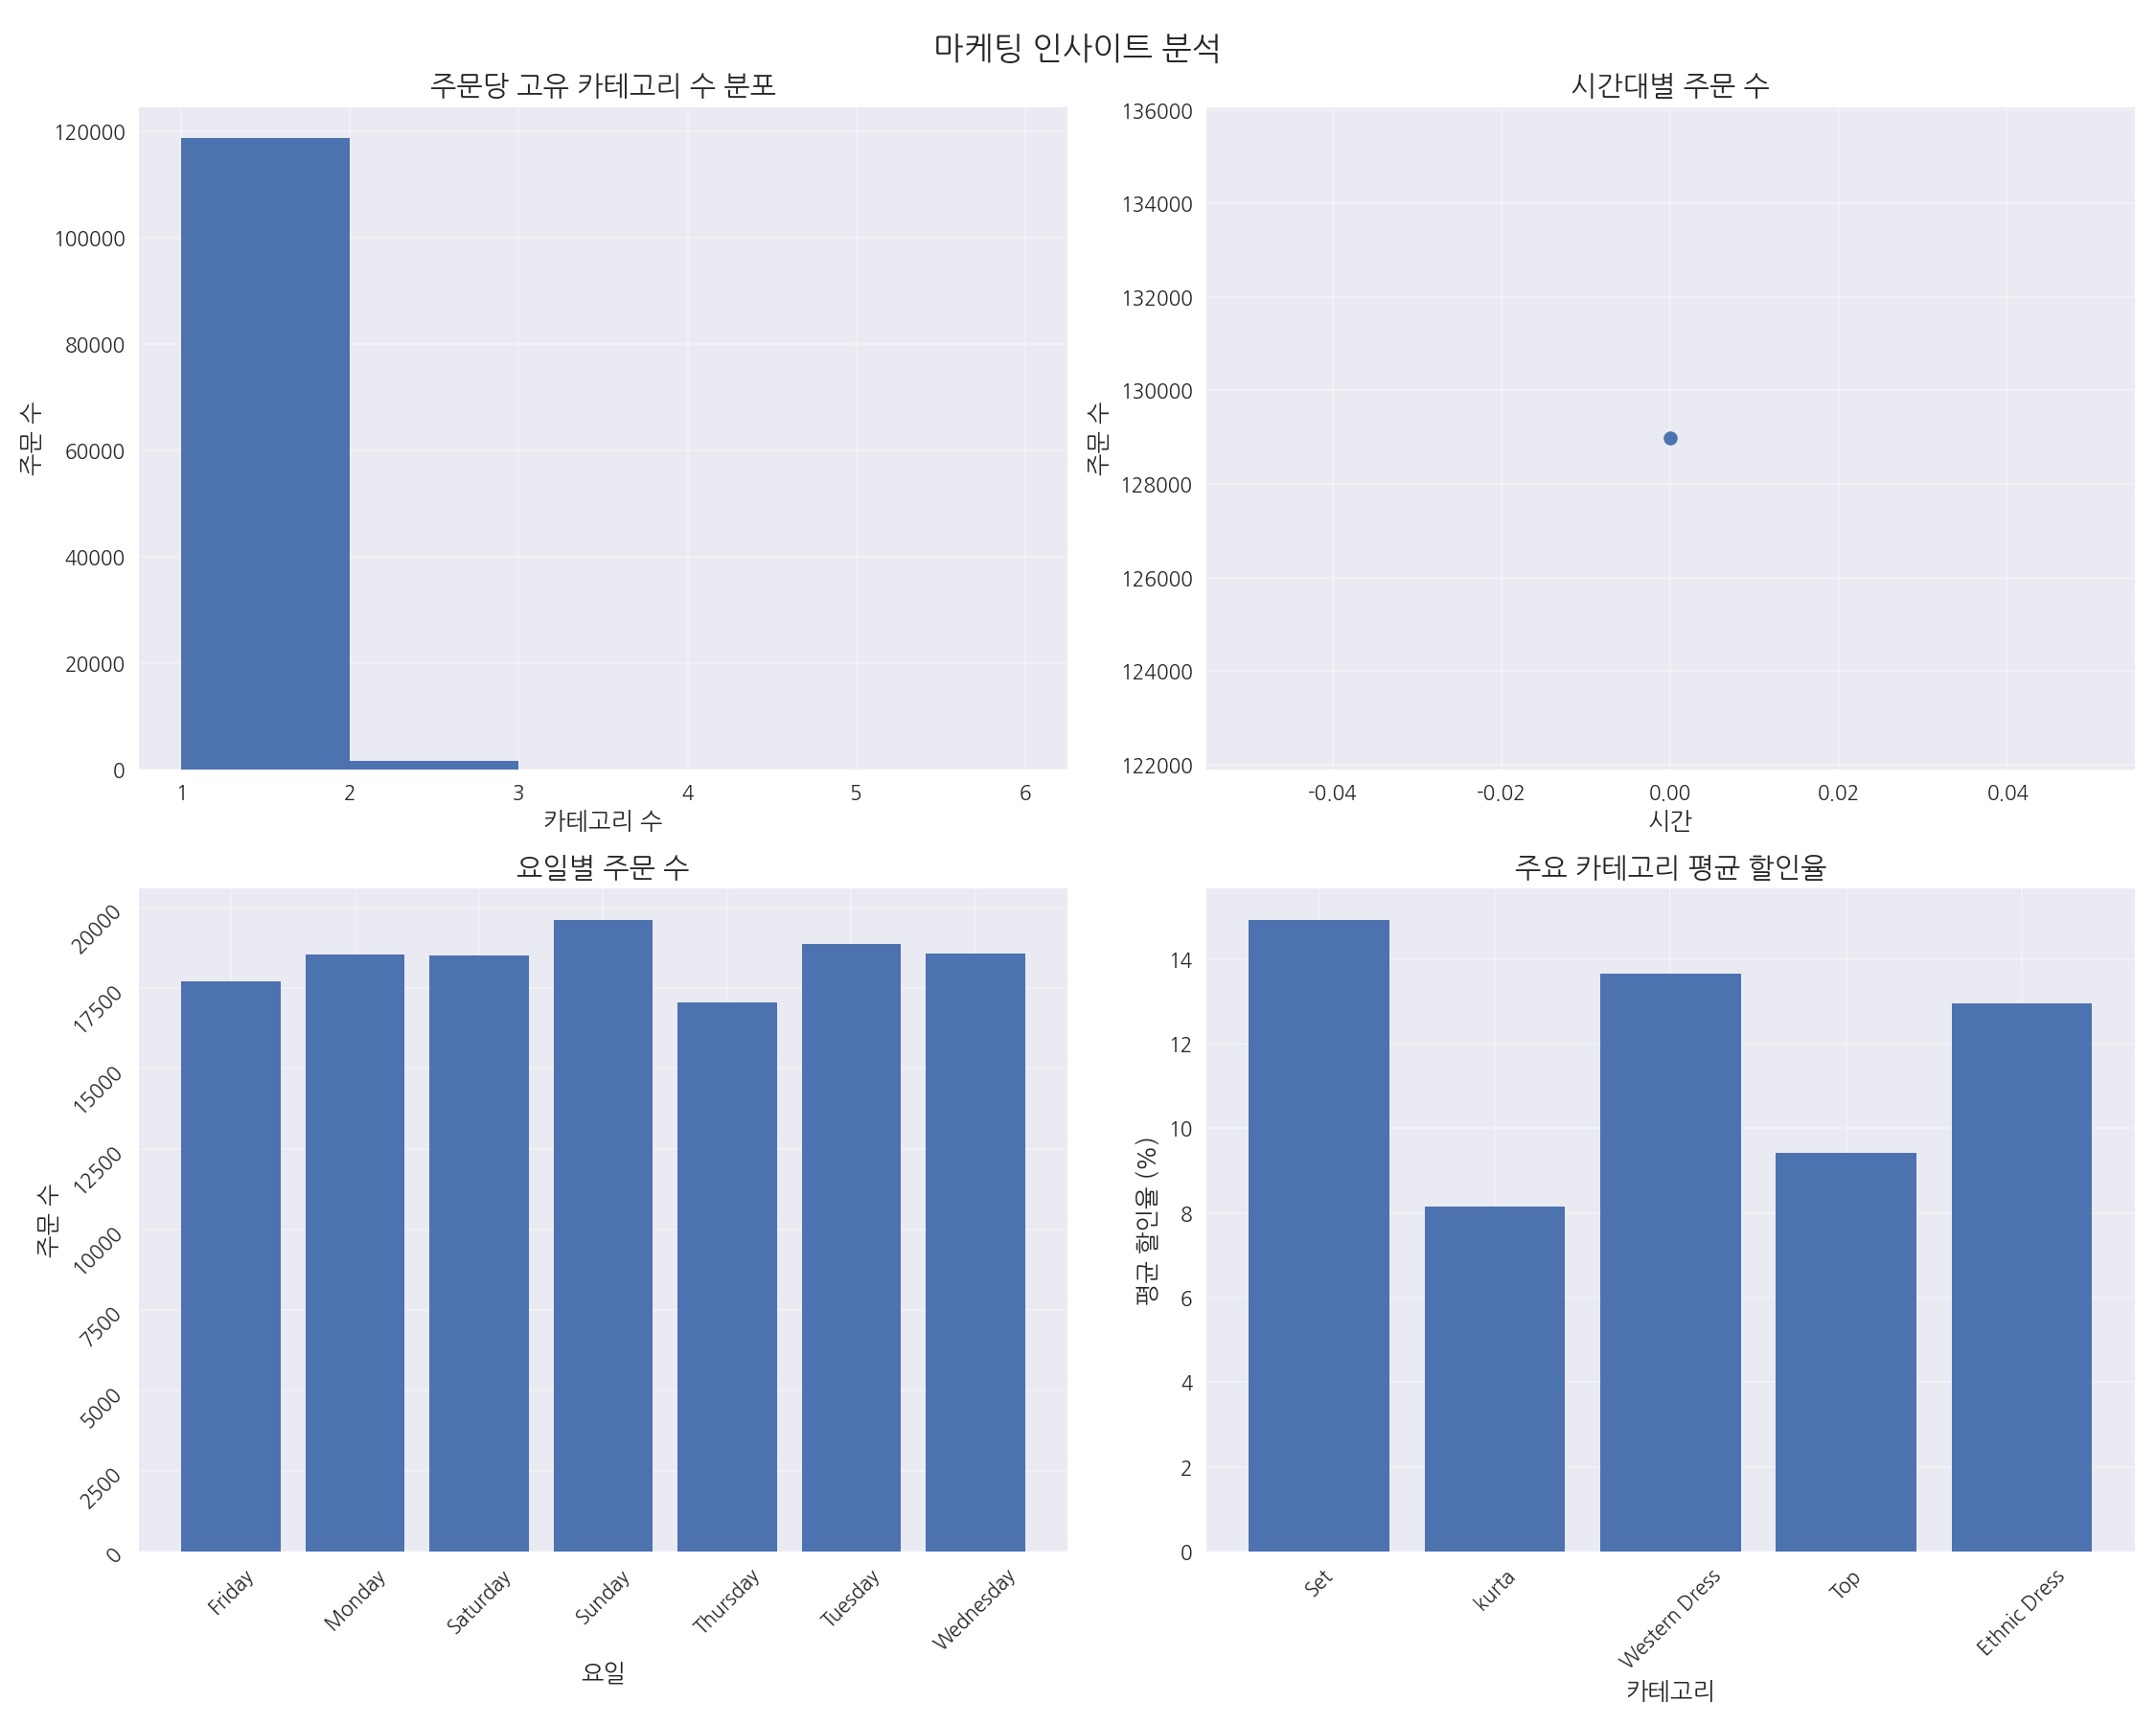 마케팅 인사이트 분석
주문당 고유 카테고리 수 분포
120000
100000
80000
60000
40000
20000
0
주문 수
1 2 3 4 5 6
카테고리 수
시간대별 주문 수
136000
134000
132000
130000
128000
126000
124000
122000
주문 수
-0.04 -0.02 0.00 0.02 0.04
시간
요일별 주문 수
20000
17500
15000
12500
10000
7500
5000
2500
0
주문 수
Friday Monday Saturday Sunday Thursday Tuesday Wednesday
요일
주요 카테고리 평균 할인율
14
12
10
8
6
4
2
0
평균 할인율 (%)
Set kurta Western Dress Top Ethnic Dress
카테고리